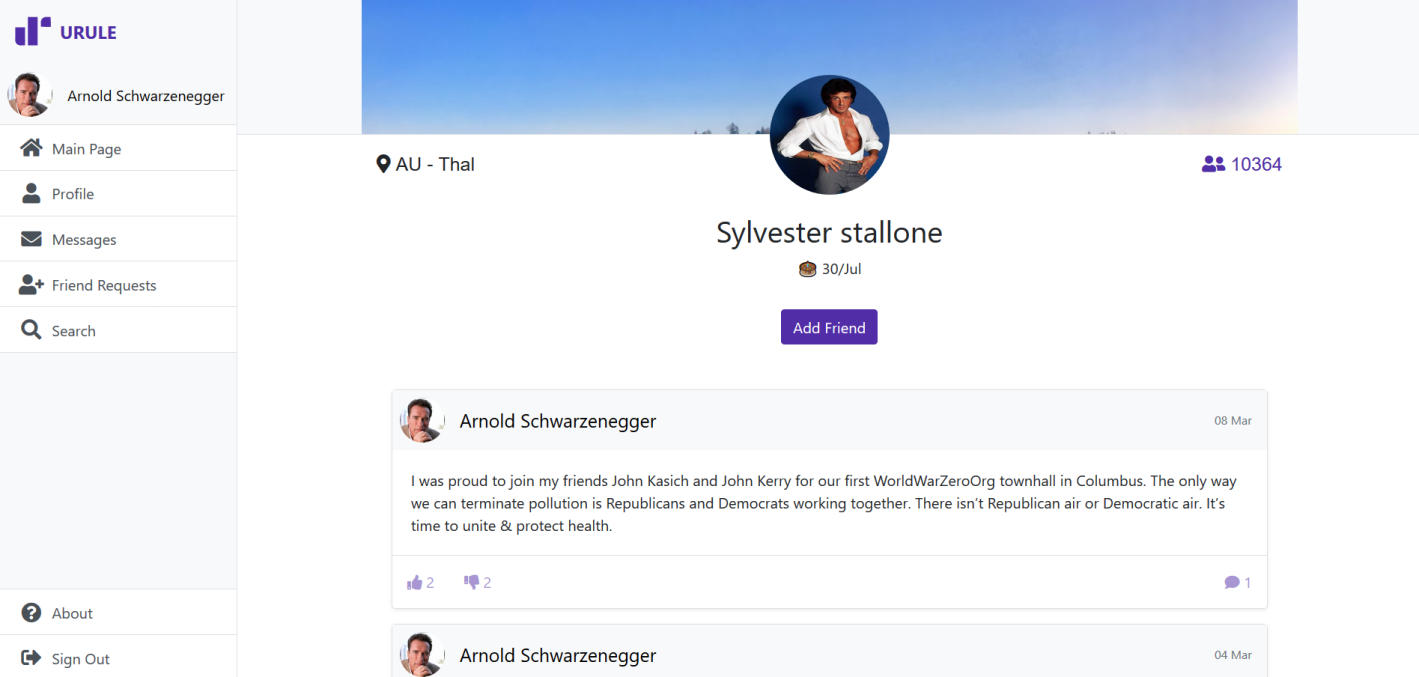 URULE
Arnold Schwarzenegger
Main Page
Profile
Messages
Friend Requests
Search
About
Sign Out
AU - Thal
10364
Sylvester stallone
30/Jul
Add Friend
Arnold Schwarzenegger
08 Mar
I was proud to join my friends John Kasich and John Kerry for our first WorldWarZeroOrg townhall in Columbus. The only way
we can terminate pollution is Republicans and Democrats working together. There isn't Republican air or Democratic air. It's
time to unite & protect health.
2
2
1
Arnold Schwarzenegger
04 Mar